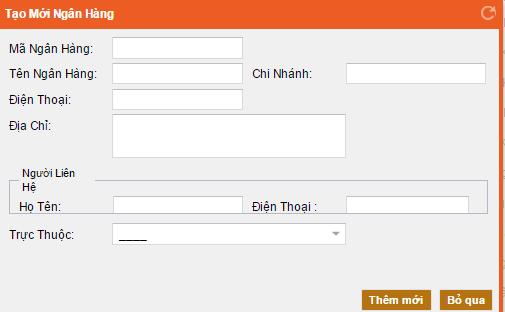 Tạo Mới Ngân Hàng
Mã Ngân Hàng:
Tên Ngân Hàng: Chi Nhánh:
Điện Thoại:
Địa Chỉ:
Người Liên
Hệ
Họ Tên: Điện Thoại :
Trực Thuộc: ____
Thêm mới Bỏ qua